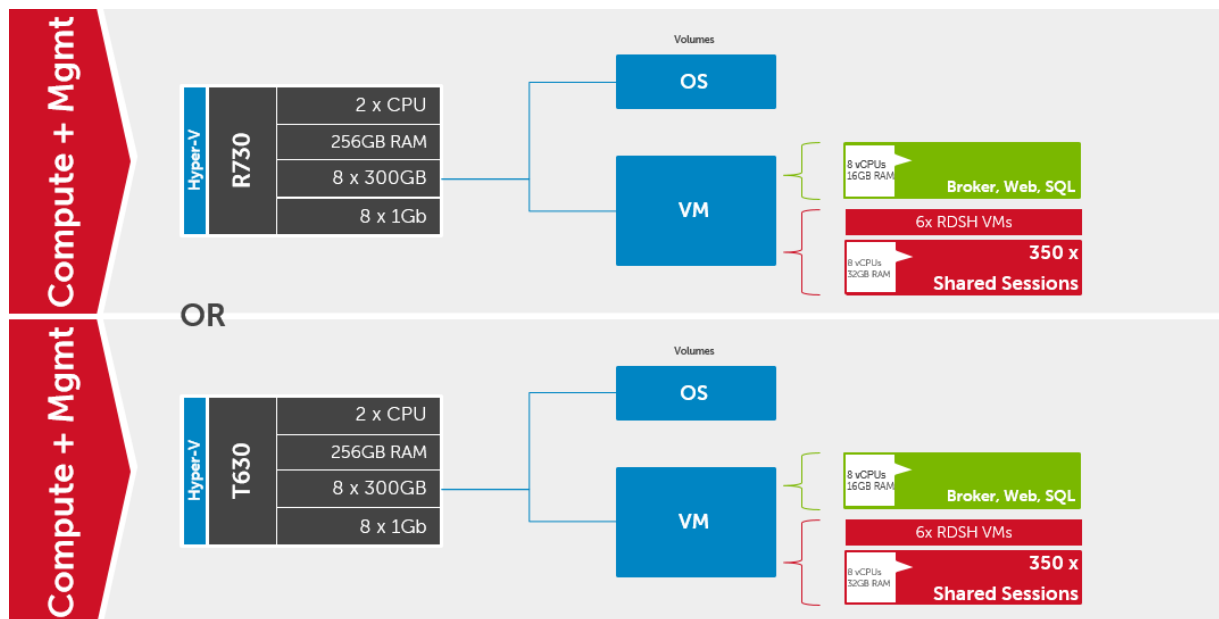 Compute + Mgmt
Hyper-V
R730
2 x CPU
256GB RAM
8 x 300GB
8 x 1Gb
Volumes
OS
VM
8 vCPUs
16GB RAM
Broker, Web, SQL
6x RDSH VMs
8 vCPUs
32GB RAM
350 x
Shared Sessions
OR
Compute + Mgmt
Hyper-V
T630
2 x CPU
256GB RAM
8 x 300GB
8 x 1Gb
Volumes
OS
VM
8 vCPUs
16GB RAM
Broker, Web, SQL
6x RDSH VMs
8 vCPUs
32GB RAM
350 x
Shared Sessions